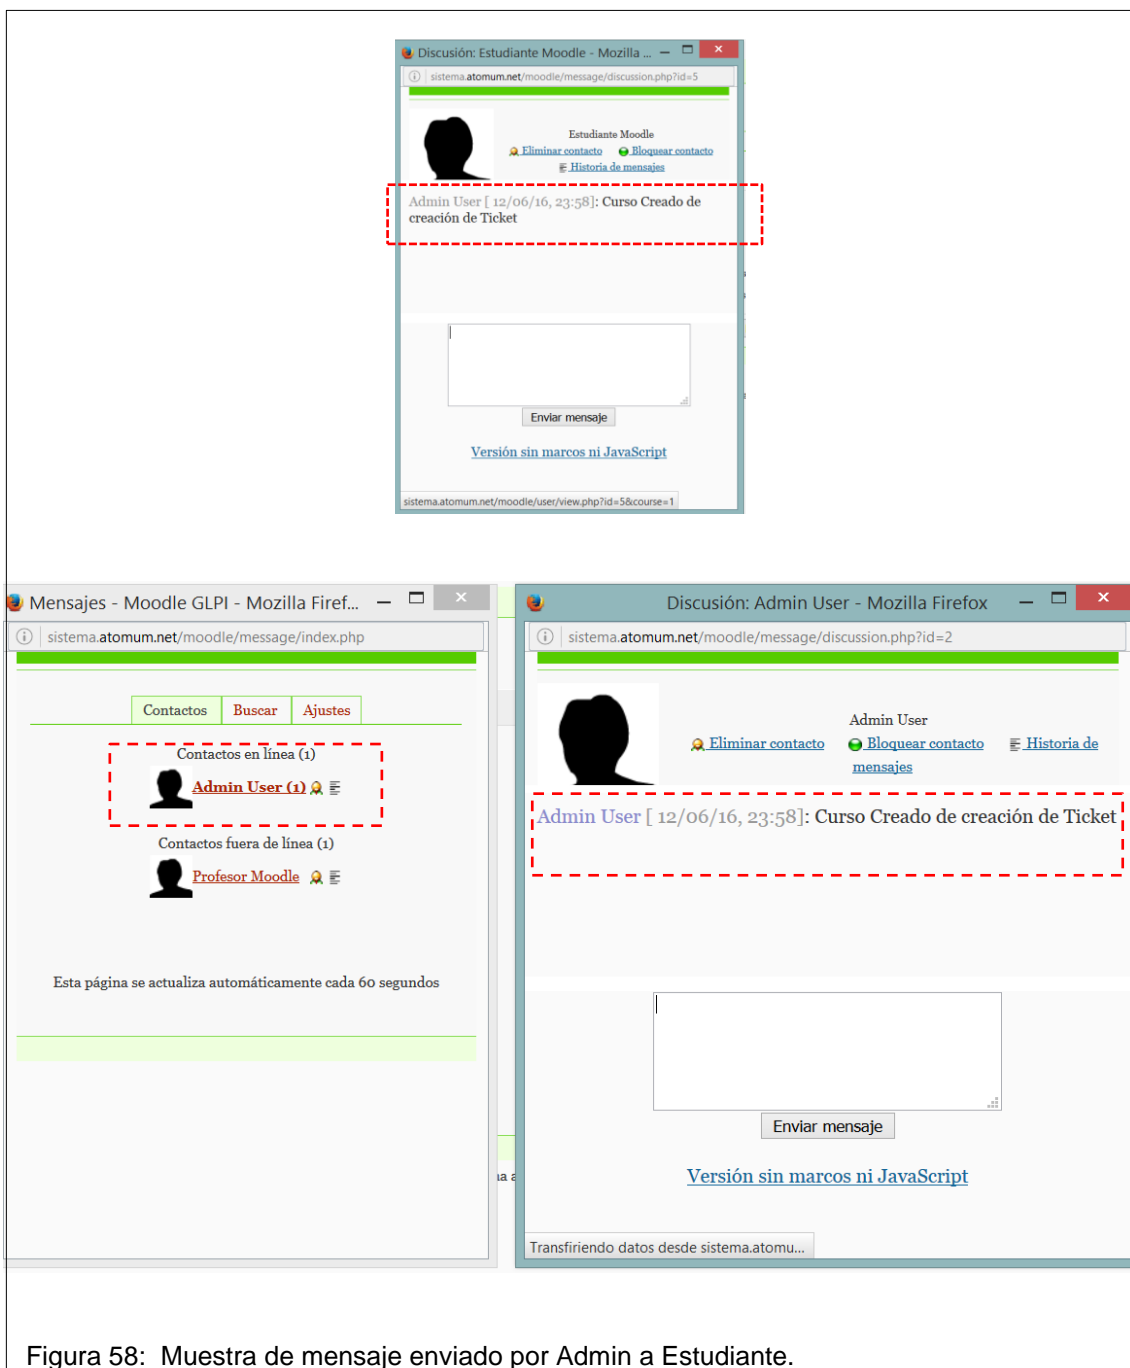 Discusión: Estudiante Moodle - Mozilla ...
sistema.atomum.net/moodle/message/discussion.php?id=5
Estudiante Moodle
Eliminar contacto Bloquear contacto
Historia de mensajes
Admin User [ 12/06/16, 23:58]: Curso Creado de
creación de Ticket
Enviar mensaje
Versión sin marcos ni JavaScript
sistema.atomum.net/moodle/user/view.php?id=5&course=1
Mensajes - Moodle GLPI - Mozilla Firef...
sistema.atomum.net/moodle/message/index.php
Contactos Buscar Ajustes
Contactos en línea (1)
Admin User (1)
Contactos fuera de línea (1)
Profesor Moodle
Esta página se actualiza automáticamente cada 60 segundos
Discusión: Admin User - Mozilla Firefox
sistema.atomum.net/moodle/message/discussion.php?id=2
Admin User
Eliminar contacto Bloquear contacto Historia de
mensajes
Admin User [ 12/06/16, 23:58]: Curso Creado de creación de Ticket
Enviar mensaje
Versión sin marcos ni JavaScript
Transfiriendo datos desde sistema.atomu...
Figura 58: Muestra de mensaje enviado por Admin a Estudiante.